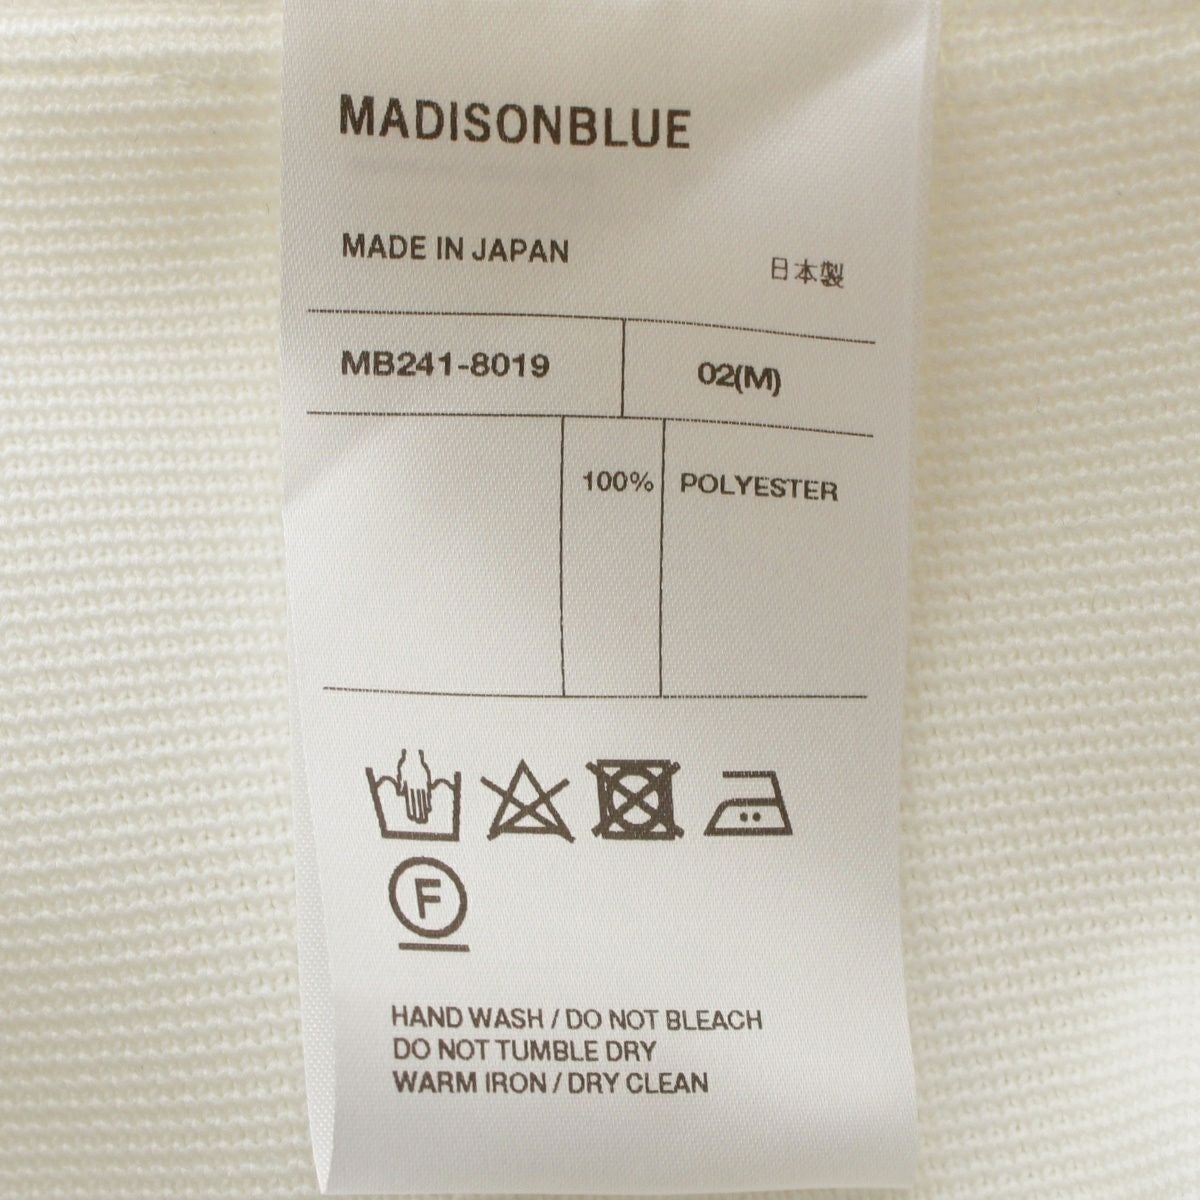 MADISONBLUE
MADE IN JAPAN 日本製
MB241-8019 02(M)
100% POLYESTER
F
HAND WASH / DO NOT BLEACH
DO NOT TUMBLE DRY
WARM IRON / DRY CLEAN